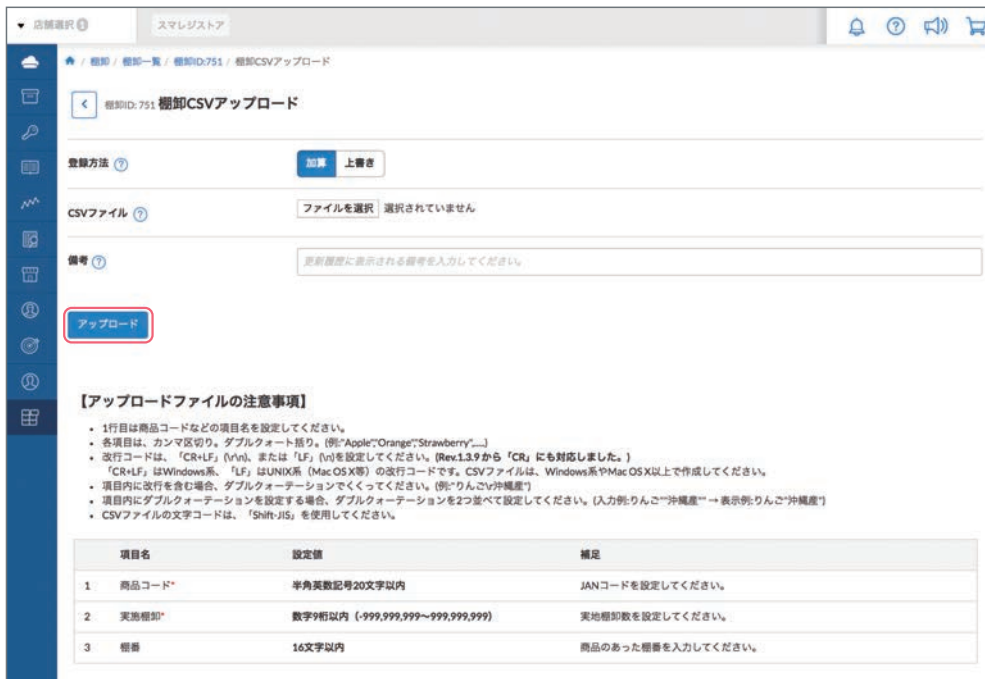 店舗選択
スマレジストア
/ 棚卸 / 棚卸一覧 / 棚卸ID:751 / 棚卸CSVアップロード
棚卸ID: 751 棚卸CSVアップロード
登録方法 ? 加算 上書き
CSVファイル ? ファイルを選択 選択されていません
備考 ? 更新履歴に表示される備考を入力してください。
アップロード
【アップロードファイルの注意事項】
• 1行目は商品コードなどの項目名を設定してください。
• 各項目は、カンマ区切り。ダブルクォート括り。(例:"Apple","Orange","Strawberry",....)
• 改行コードは、「CR+LF」(\r\n)、または「LF」(\n)を設定してください。(Rev.1.3.9 から「CR」にも対応しました。)
「CR+LF」はWindows系、「LF」はUNIX系（Mac OS X等）の改行コードです。CSVファイルは、Windows系やMac OS X以上で作成してください。
• 項目内に改行を含む場合、ダブルクォーテーションでくくってください。(例:"りんご\r沖縄産")
• 項目内にダブルクォーテーションを設定する場合、ダブルクォーテーションを2つ並べて設定してください。(入力例:りんご""沖縄産"" → 表示例:りんご"沖縄産")
• CSVファイルの文字コードは、「Shift-JIS」を使用してください。
項目名 設定値 補足
1 商品コード* 半角英数記号20文字以内 JANコードを設定してください。
2 実施棚卸* 数字9桁以内（-999,999,999～999,999,999） 実地棚卸数を設定してください。
3 棚番 16文字以内 商品のあった棚番を入力してください。